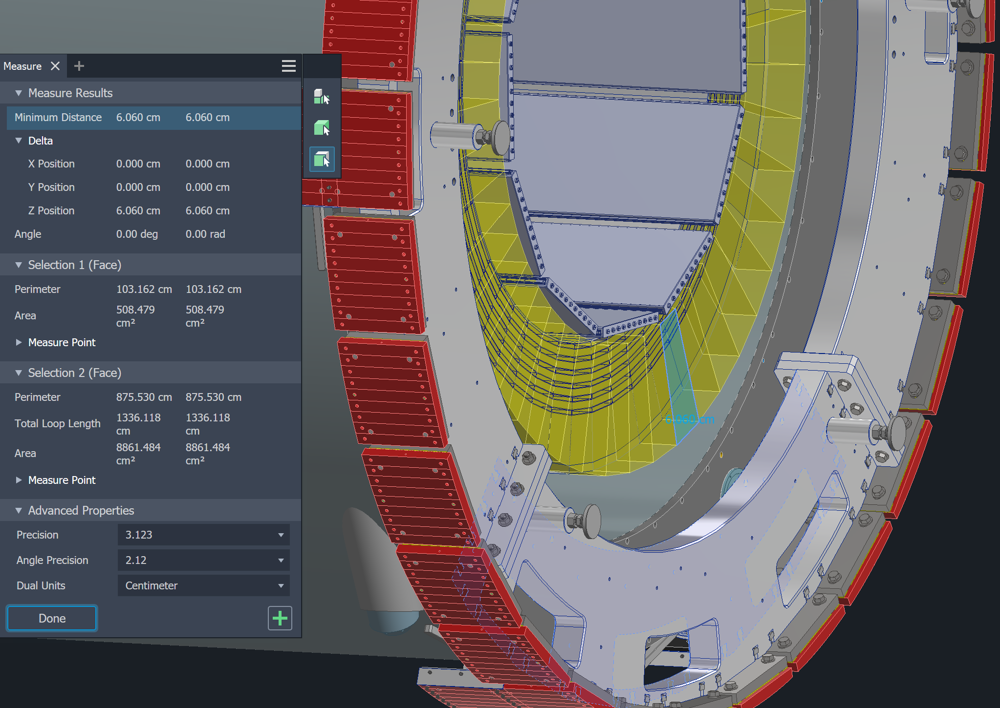 Measure
Measure Results
Minimum Distance 6.060 cm 6.060 cm
Delta
X Position 0.000 cm 0.000 cm
Y Position 0.000 cm 0.000 cm
Z Position 6.060 cm 6.060 cm
Angle 0.00 deg 0.00 rad
Selection 1 (Face)
Perimeter 103.162 cm 103.162 cm
Area 508.479 cm² 508.479 cm²
Measure Point
Selection 2 (Face)
Perimeter 875.530 cm 875.530 cm
Total Loop Length 1336.118 cm 1336.118 cm
Area 8861.484 cm² 8861.484 cm²
Measure Point
Advanced Properties
Precision 3.123
Angle Precision 2.12
Dual Units Centimeter
Done
6.060 cm